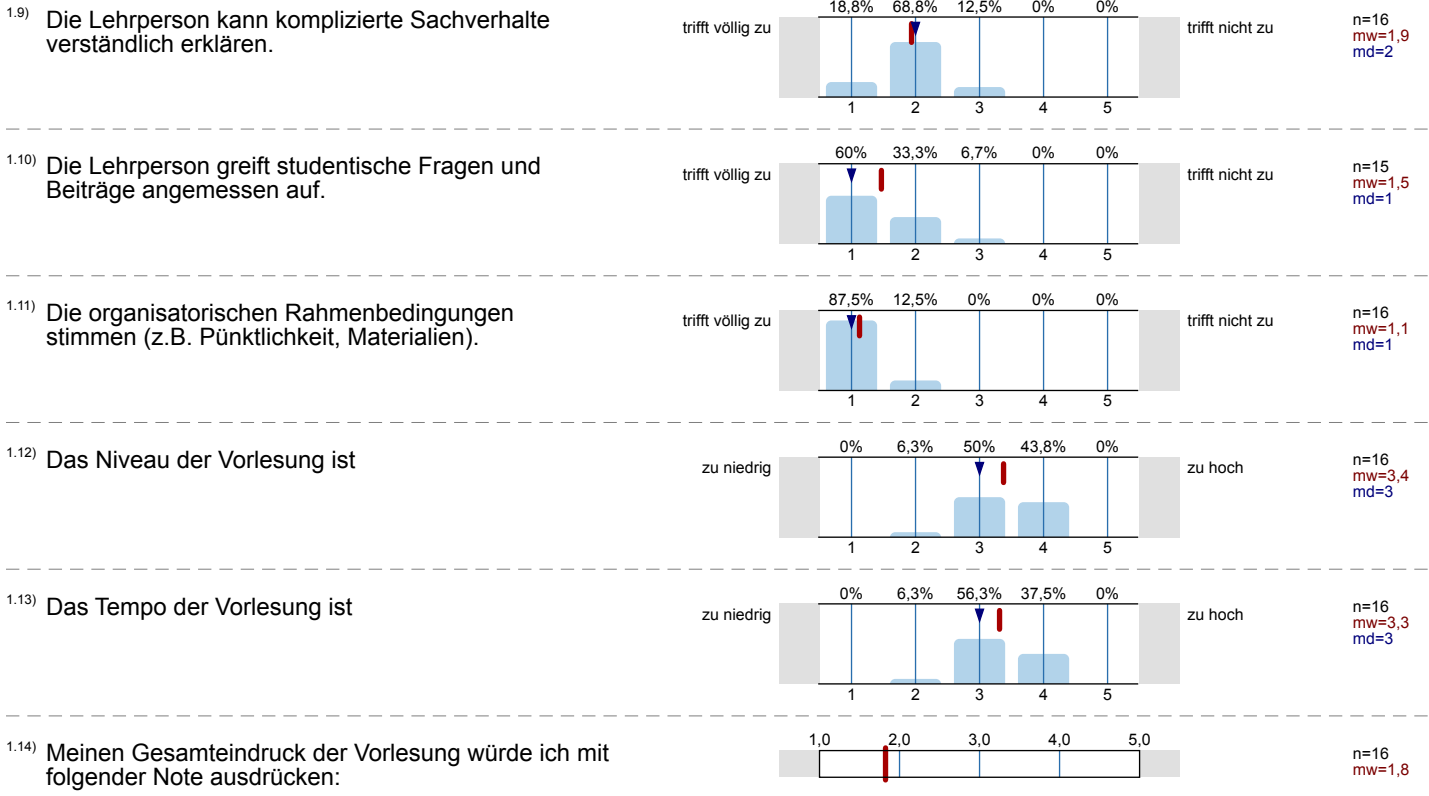 1.9) Die Lehrperson kann komplizierte Sachverhalte
verständlich erklären.
trifft völlig zu
18,8% 68,8% 12,5% 0% 0%
1 2 3 4 5
trifft nicht zu
n=16
mw=1,9
md=2
1.10) Die Lehrperson greift studentische Fragen und
Beiträge angemessen auf.
trifft völlig zu
60% 33,3% 6,7% 0% 0%
1 2 3 4 5
trifft nicht zu
n=15
mw=1,5
md=1
1.11) Die organisatorischen Rahmenbedingungen
stimmen (z.B. Pünktlichkeit, Materialien).
trifft völlig zu
87,5% 12,5% 0% 0% 0%
1 2 3 4 5
trifft nicht zu
n=16
mw=1,1
md=1
1.12) Das Niveau der Vorlesung ist
zu niedrig
0% 6,3% 50% 43,8% 0%
1 2 3 4 5
zu hoch
n=16
mw=3,4
md=3
1.13) Das Tempo der Vorlesung ist
zu niedrig
0% 6,3% 56,3% 37,5% 0%
1 2 3 4 5
zu hoch
n=16
mw=3,3
md=3
1.14) Meinen Gesamteindruck der Vorlesung würde ich mit
folgender Note ausdrücken:
1,0 2,0 3,0 4,0 5,0
n=16
mw=1,8